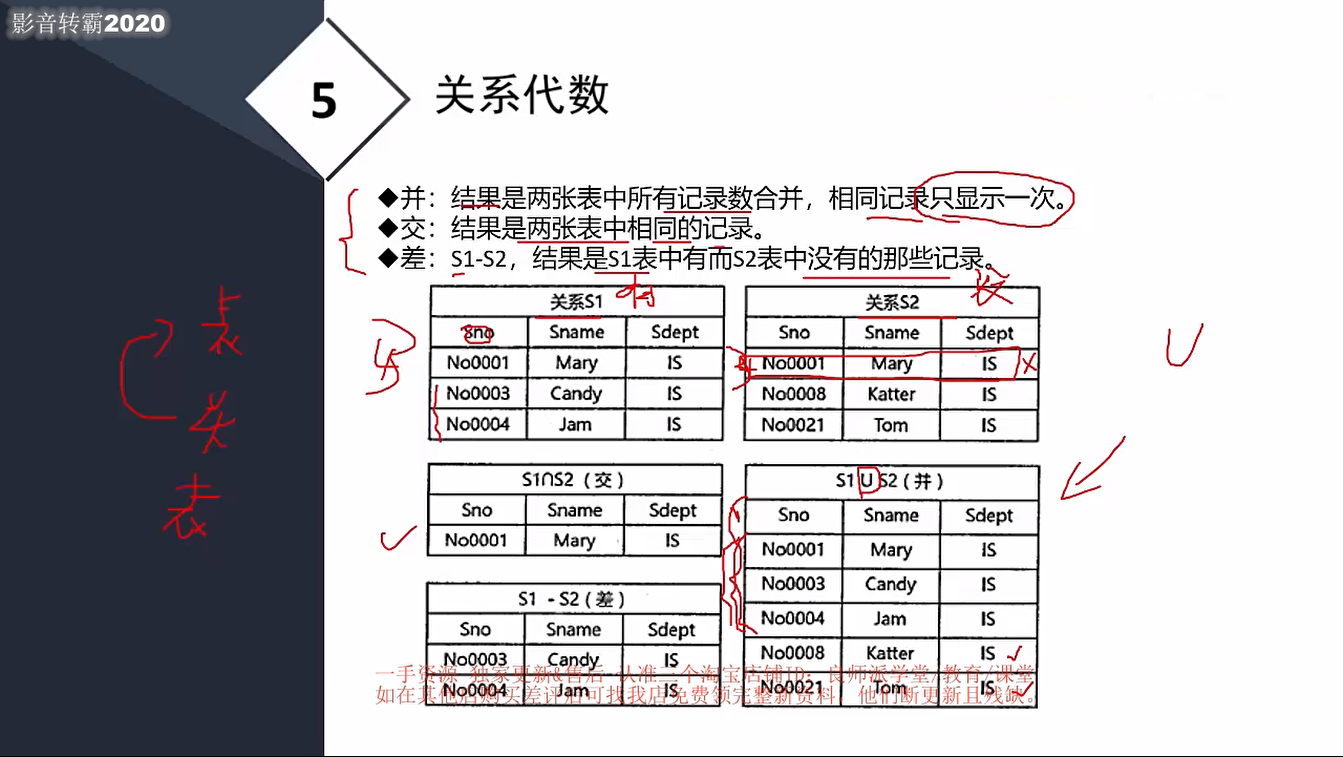 影音转霸2020
5
关系代数
◆并：结果是两张表中所有记录数合并，相同记录只显示一次。
◆交：结果是两张表中相同的记录。
◆差：S1-S2，结果是S1表中有而S2表中没有的那些记录。
关系S1
Sno Sname Sdept
No0001 Mary IS
No0003 Candy IS
No0004 Jam IS
关系S2
Sno Sname Sdept
No0001 Mary IS
No0008 Katter IS
No0021 Tom IS
S1∩S2（交）
Sno Sname Sdept
No0001 Mary IS
S1 -S2（差）
Sno Sname Sdept
No0003 Candy IS
No0004 Jam IS
S1 U S2（并）
Sno Sname Sdept
No0001 Mary IS
No0003 Candy IS
No0004 Jam IS
No0008 Katter IS
No0021 Tom IS
一手资源 独家更新&售后 认准三个淘宝店铺ID：良师派学堂/教育/课堂
如在其他店购买差评后可找我店免费领完整新资料，他们断更新且残缺。
表
关
表
U